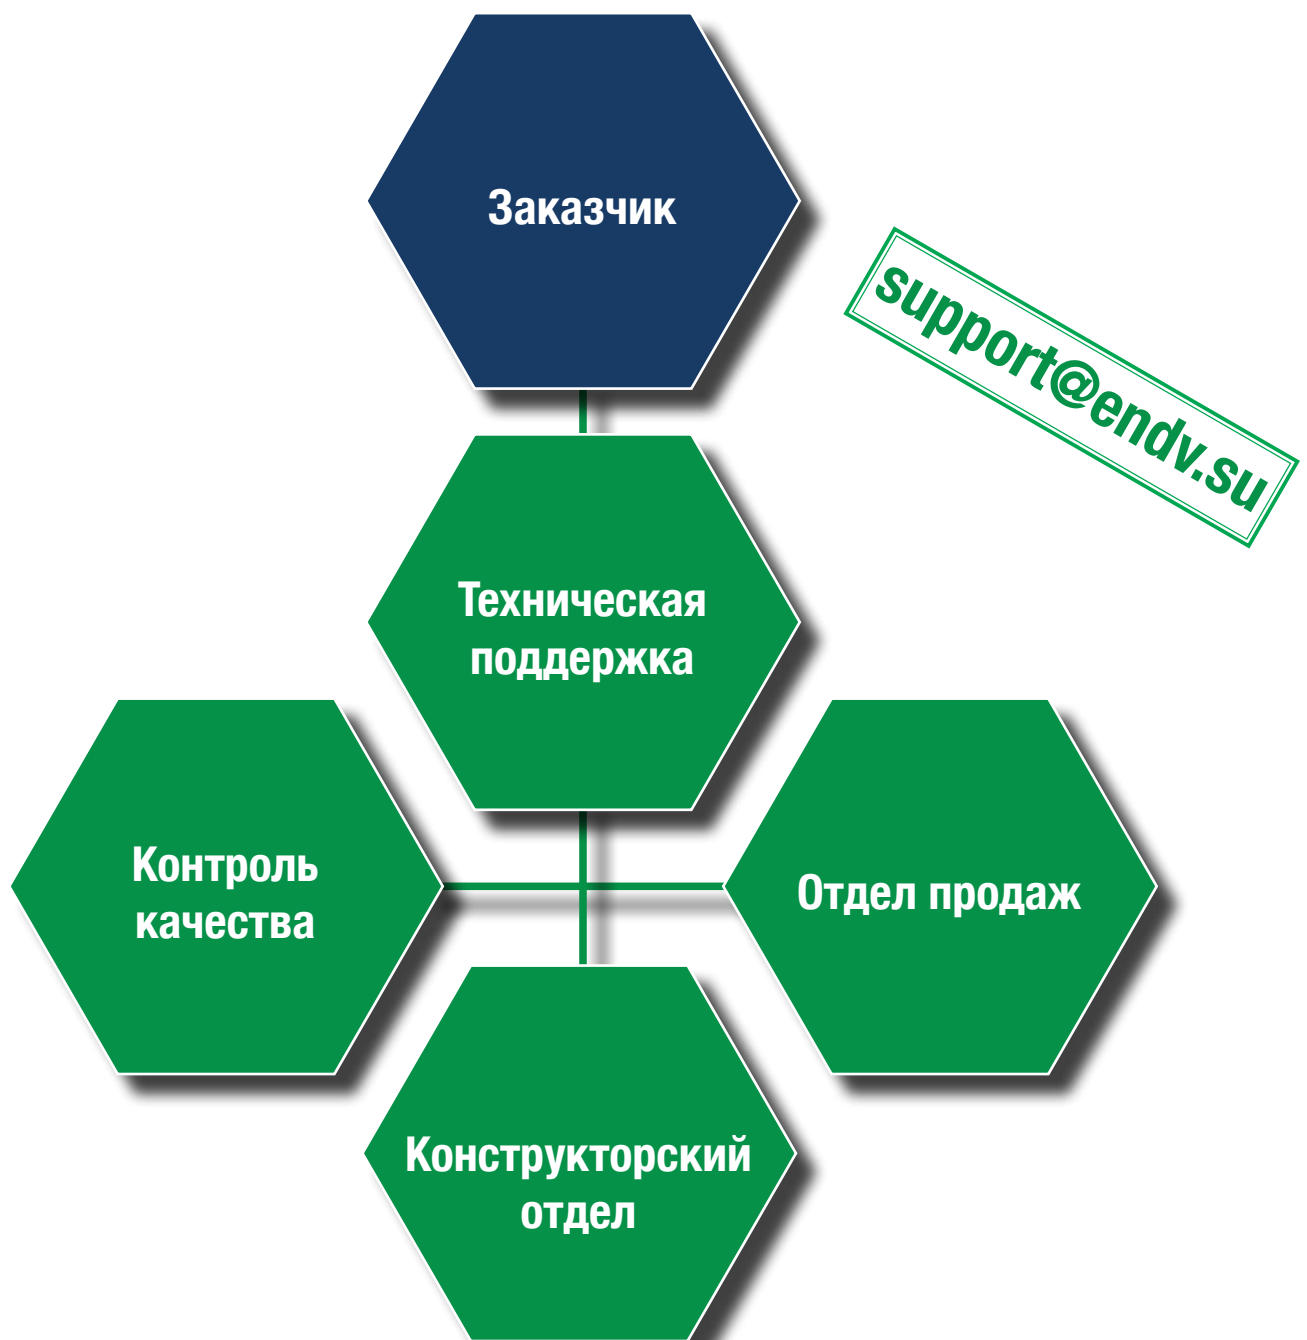 Заказчик
support@endv.su
Техническая
поддержка
Контроль
качества
Отдел продаж
Конструкторский
отдел